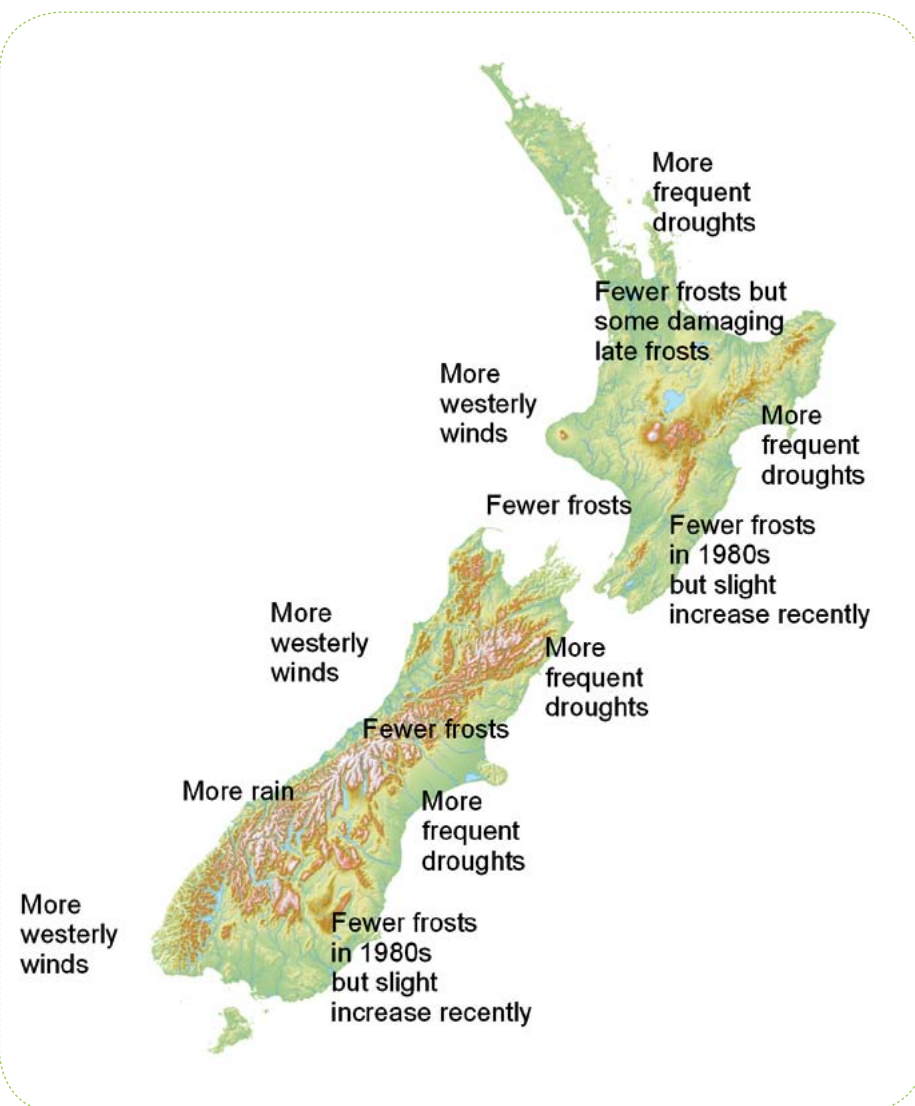 More
frequent
droughts
Fewer frosts but
some damaging
late frosts
More
westerly
winds
More
frequent
droughts
Fewer frosts
Fewer frosts
in 1980s
but slight
increase recently
More
westerly
winds
More
frequent
droughts
Fewer frosts
More rain
More
frequent
droughts
More
westerly
winds
Fewer frosts
in 1980s
but slight
increase recently